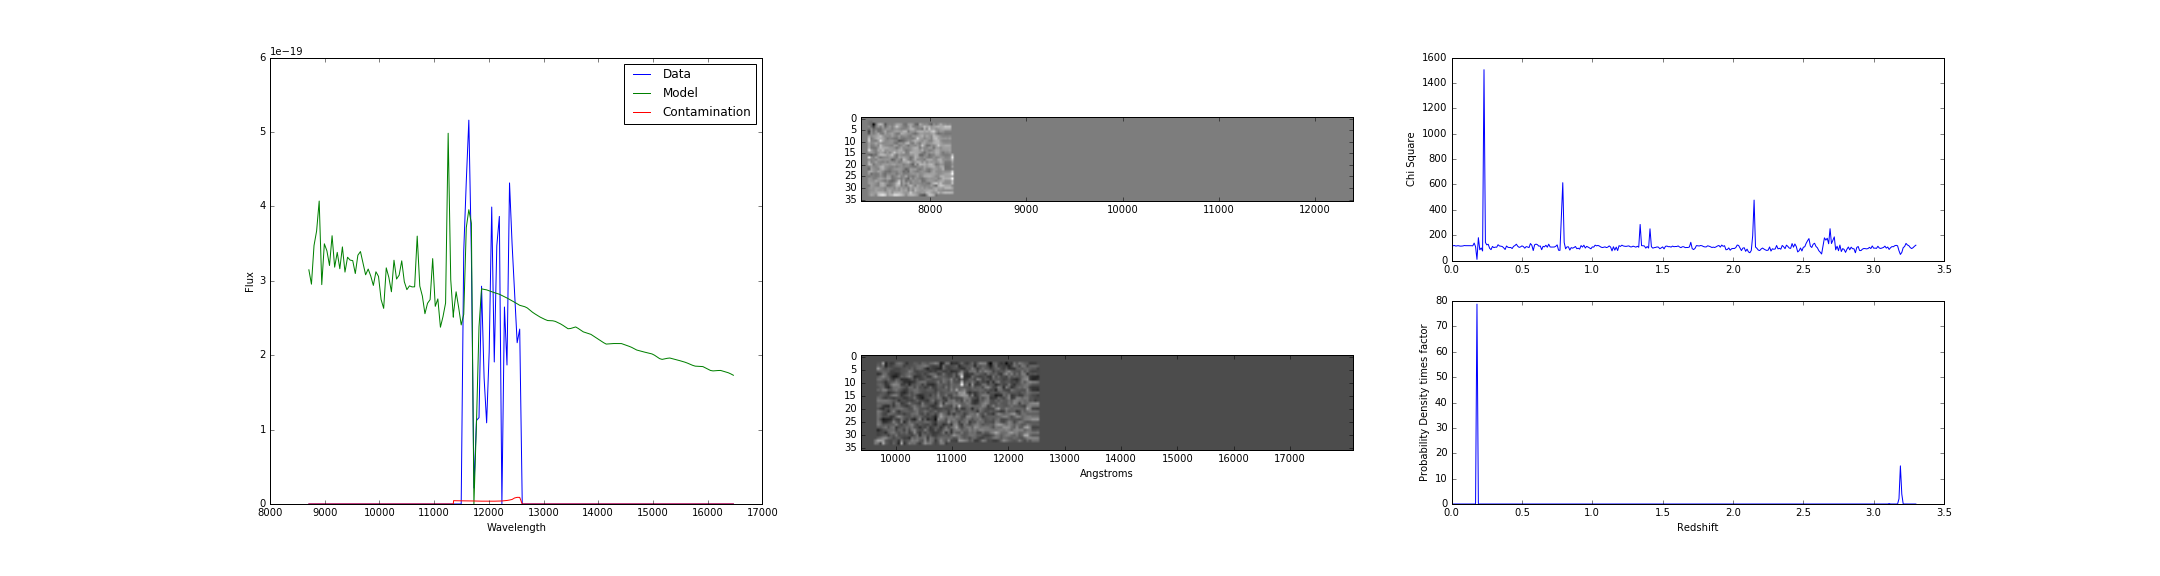 1e−19
6
5
4
3
2
1
0
Flux
8000 9000 10000 11000 12000 13000 14000 15000 16000 17000
Wavelength
Data
Model
Contamination
0
5
10
15
20
25
30
35
8000 9000 10000 11000 12000
0
5
10
15
20
25
30
35
10000 11000 12000 13000 14000 15000 16000 17000
Angstroms
1600
1400
1200
1000
800
600
400
200
0
Chi Square
0.0 0.5 1.0 1.5 2.0 2.5 3.0 3.5
80
70
60
50
40
30
20
10
0
Probability Density times factor
0.0 0.5 1.0 1.5 2.0 2.5 3.0 3.5
Redshift